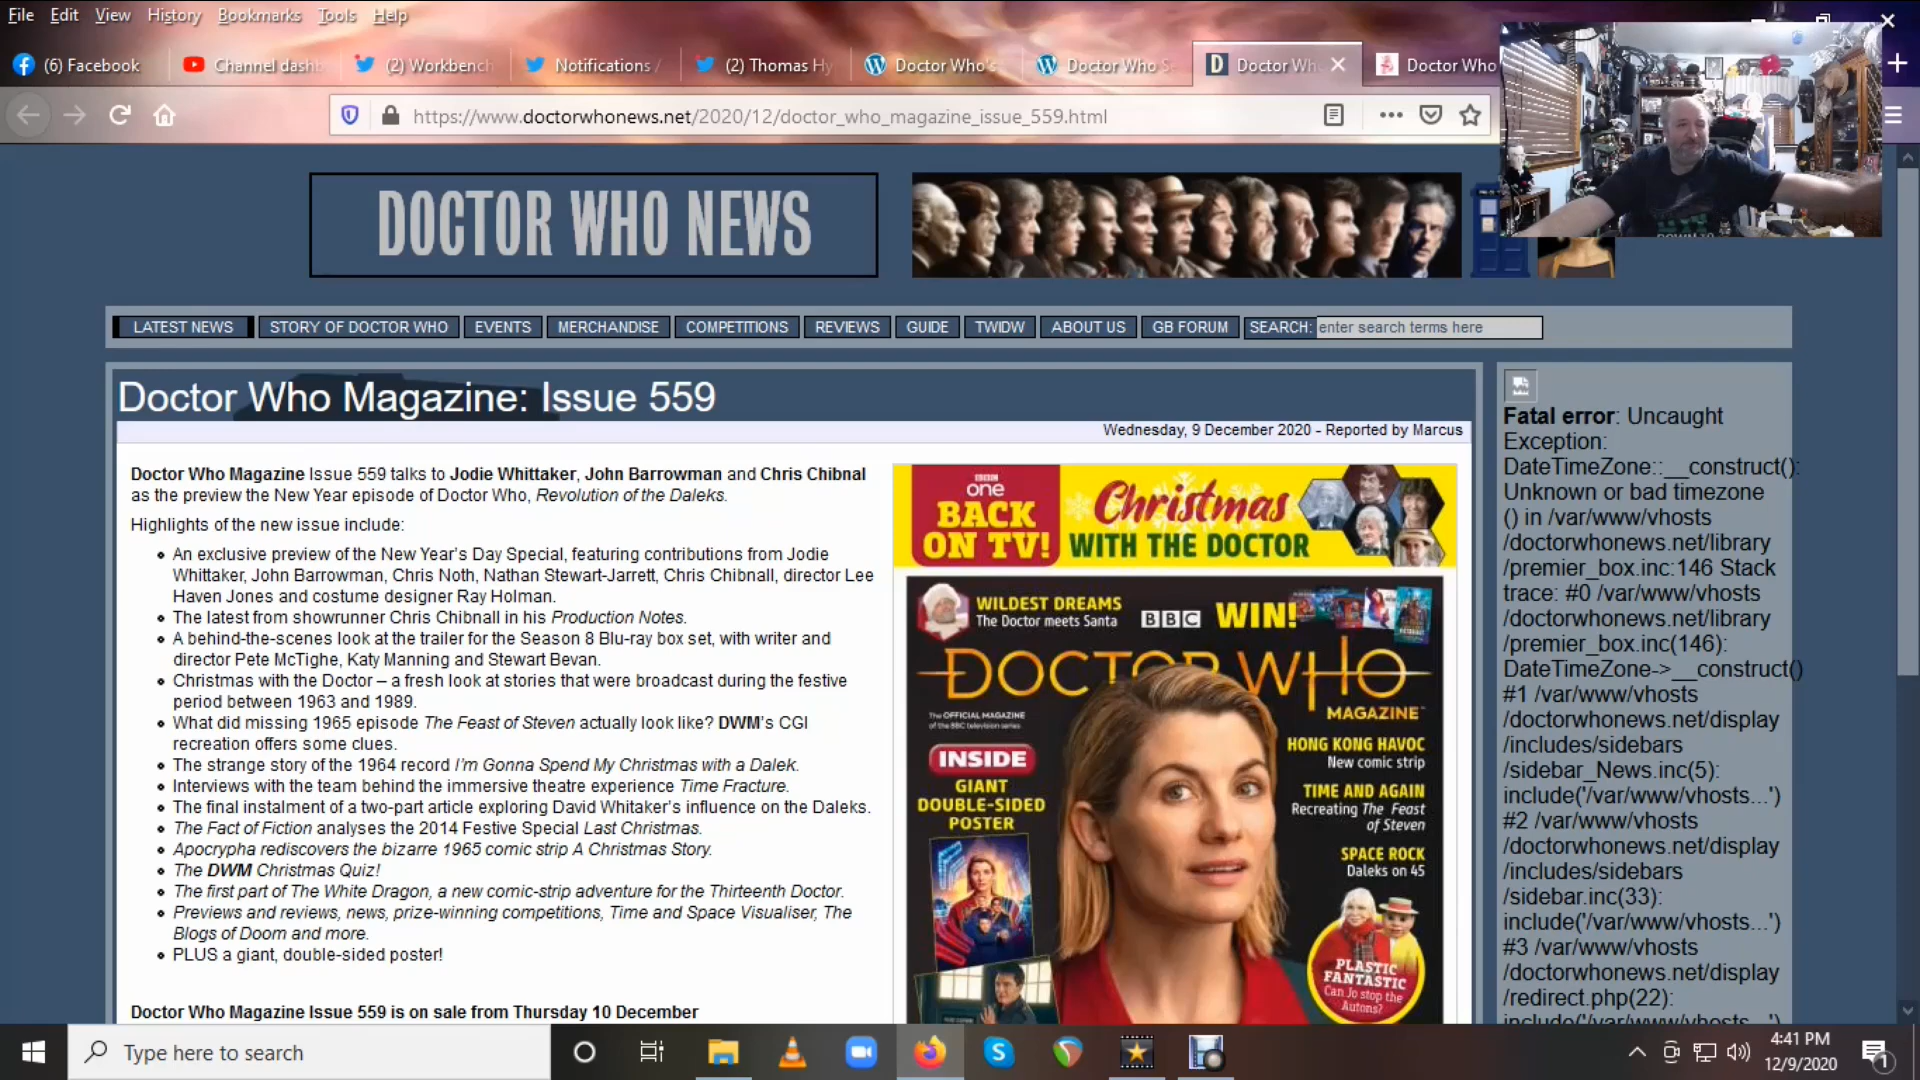 File Edit View History Bookmarks Tools Help
(6) Facebook Channel dashb (2) Workbench Notifications / (2) Thomas Hy Doctor Who's Doctor Who S Doctor Wh Doctor Who
https://www.doctorwhonews.net/2020/12/doctor_who_magazine_issue_559.html
DOCTOR WHO NEWS
LATEST NEWS STORY OF DOCTOR WHO EVENTS MERCHANDISE COMPETITIONS REVIEWS GUIDE TWIDW ABOUT US GB FORUM SEARCH: enter search terms here
Doctor Who Magazine: Issue 559
Wednesday, 9 December 2020 - Reported by Marcus
Doctor Who Magazine Issue 559 talks to Jodie Whittaker, John Barrowman and Chris Chibnal
as the preview the New Year episode of Doctor Who, Revolution of the Daleks.
Highlights of the new issue include:
An exclusive preview of the New Year's Day Special, featuring contributions from Jodie
Whittaker, John Barrowman, Chris Noth, Nathan Stewart-Jarrett, Chris Chibnall, director Lee
Haven Jones and costume designer Ray Holman.
The latest from showrunner Chris Chibnall in his Production Notes.
A behind-the-scenes look at the trailer for the Season 8 Blu-ray box set, with writer and
director Pete McTighe, Katy Manning and Stewart Bevan.
Christmas with the Doctor – a fresh look at stories that were broadcast during the festive
period between 1963 and 1989.
What did missing 1965 episode The Feast of Steven actually look like? DWM's CGI
recreation offers some clues.
The strange story of the 1964 record I'm Gonna Spend My Christmas with a Dalek.
Interviews with the team behind the immersive theatre experience Time Fracture.
The final instalment of a two-part article exploring David Whitaker's influence on the Daleks.
The Fact of Fiction analyses the 2014 Festive Special Last Christmas.
Apocrypha rediscovers the bizarre 1965 comic strip A Christmas Story.
The DWM Christmas Quiz!
The first part of The White Dragon, a new comic-strip adventure for the Thirteenth Doctor.
Previews and reviews, news, prize-winning competitions, Time and Space Visualiser, The
Blogs of Doom and more.
PLUS a giant, double-sided poster!
Doctor Who Magazine Issue 559 is on sale from Thursday 10 December
BBC
one
BACK
ON TV!
Christmas
WITH THE DOCTOR
WILDEST DREAMS
The Doctor meets Santa
BBC WIN!
DOCTOR WHO
MAGAZINE
The OFFICIAL MAGAZINE
of the BBC television series
INSIDE
GIANT
DOUBLE-SIDED
POSTER
HONG KONG HAVOC
New comic strip
TIME AND AGAIN
Recreating The Feast
of Steven
SPACE ROCK
Daleks on 45
PLASTIC
FANTASTIC
Can Jo stop the
Autons?
Fatal error: Uncaught
Exception:
DateTimeZone::__construct():
Unknown or bad timezone
() in /var/www/vhosts
/doctorwhonews.net/library
/premier_box.inc:146 Stack
trace: #0 /var/www/vhosts
/doctorwhonews.net/library
/premier_box.inc(146):
DateTimeZone->__construct()
#1 /var/www/vhosts
/doctorwhonews.net/display
/includes/sidebars
/sidebar_News.inc(5):
include('/var/www/vhosts...')
#2 /var/www/vhosts
/doctorwhonews.net/display
/includes/sidebars
/sidebar.inc(33):
include('/var/www/vhosts...')
#3 /var/www/vhosts
/doctorwhonews.net/display
/redirect.php(22):
include('/var/www/vhosts...')
Type here to search
4:41 PM
12/9/2020
1